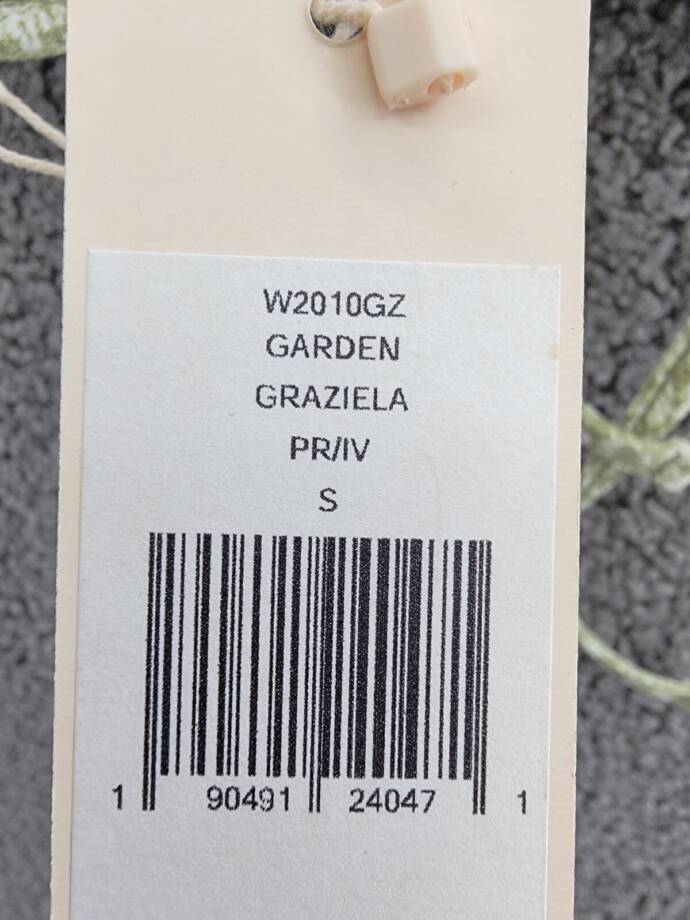 W2010GZ
GARDEN
GRAZIELA
PR/IV
S
1 90491 24047 1